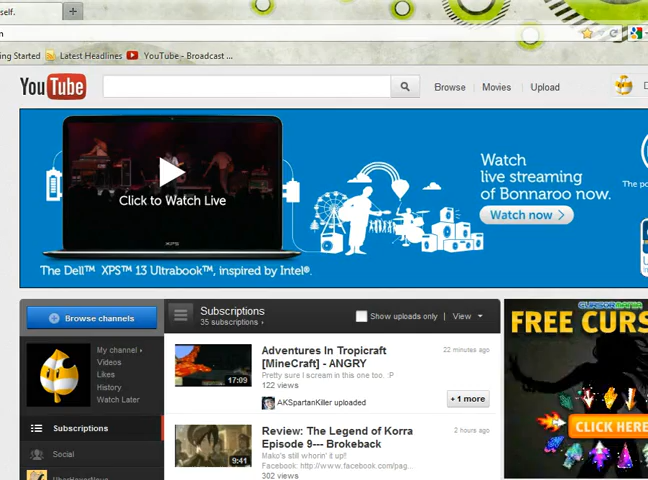 self.
ing Started
Latest Headlines
YouTube - Broadcast ...
YouTube
Browse
Movies
Upload
Click to Watch Live
XPS
The Dell™ XPS™ 13 Ultrabook™, inspired by Intel®.
Watch
live streaming
of Bonnaroo now.
Watch now
The po
Browse channels
My channel ›
Videos
Likes
History
Watch Later
Subscriptions
Social
Subscriptions
35 subscriptions ›
Show uploads only
View
Adventures In Tropicraft
[MineCraft] - ANGRY
22 minutes ago
Pretty sure I scream in this one too. :P
122 views
17:09
AKSpartanKiller uploaded
+ 1 more
Review: The Legend of Korra
Episode 9--- Brokeback
2 hours ago
Mako's still whorin' it up!
Facebook: http://www.facebook.com/pag...
302 views
9:41
CURSORMANIA
FREE CURS
CLICK HERE